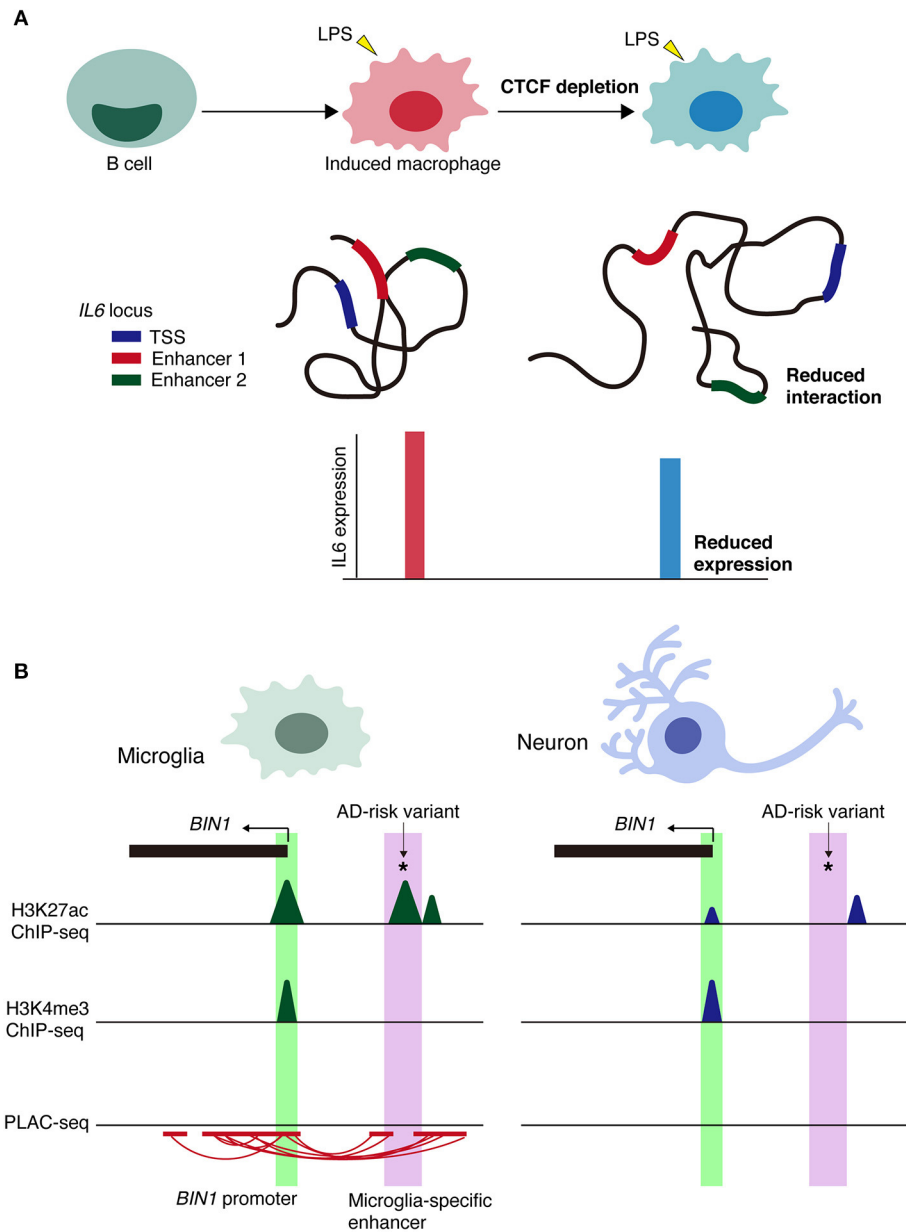 A
LPS
LPS
CTCF depletion
B cell
Induced macrophage
IL6 locus
TSS
Enhancer 1
Enhancer 2
Reduced
interaction
IL6 expression
Reduced
expression
B
Microglia
Neuron
BIN1
AD-risk variant
*
BIN1
AD-risk variant
*
H3K27ac
ChIP-seq
H3K4me3
ChIP-seq
PLAC-seq
BIN1 promoter
Microglia-specific
enhancer